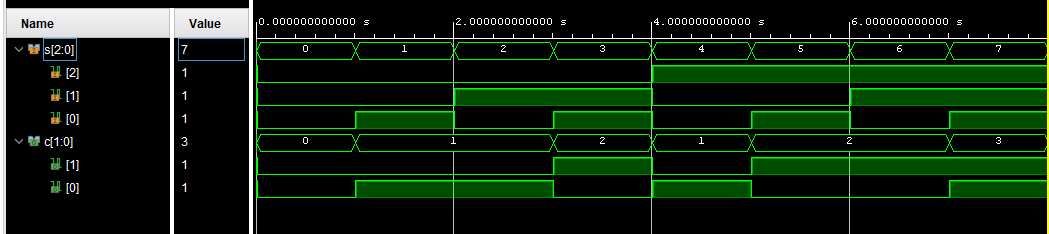 Name Value
0.000000000000 s 2.000000000000 s 4.000000000000 s 6.000000000000 s
s[2:0] 7 0 1 2 3 4 5 6 7
[2] 1
[1] 1
[0] 1
c[1:0] 3 0 1 2 1 2 3
[1] 1
[0] 1